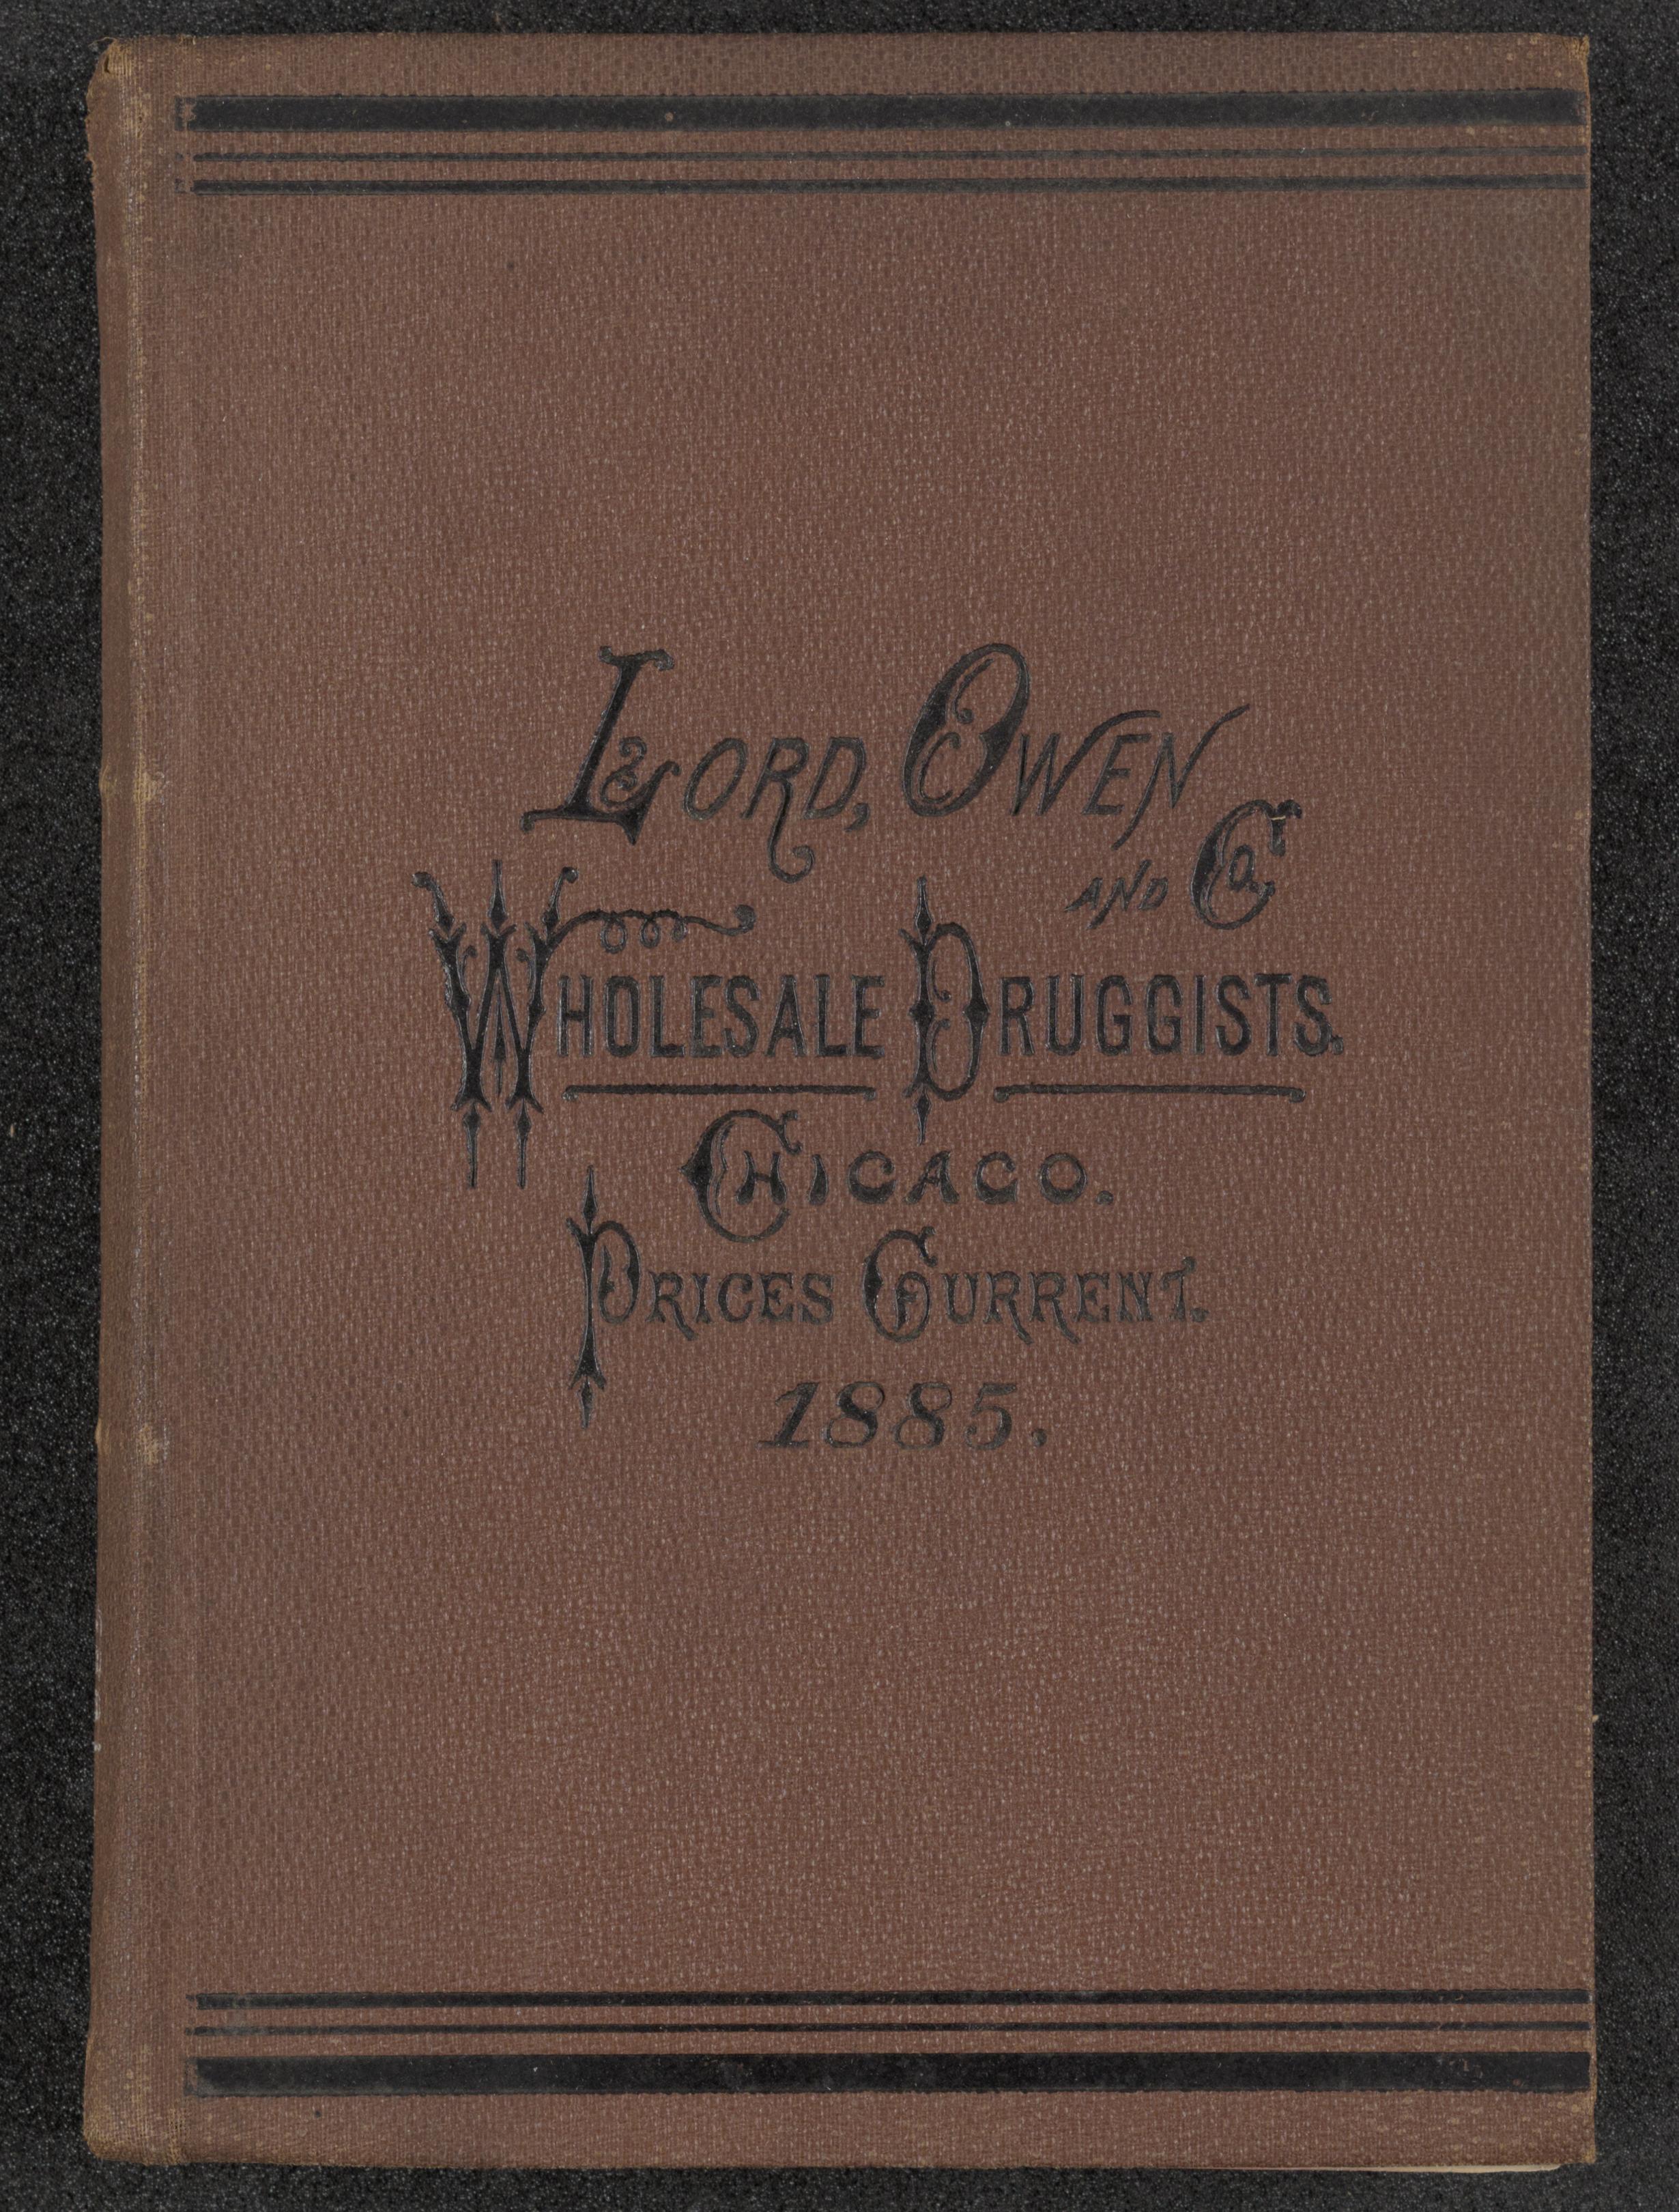 LORD, OWEN
AND CO.
WHOLESALE DRUGGISTS.
CHICAGO.
PRICES CURRENT.
1885.